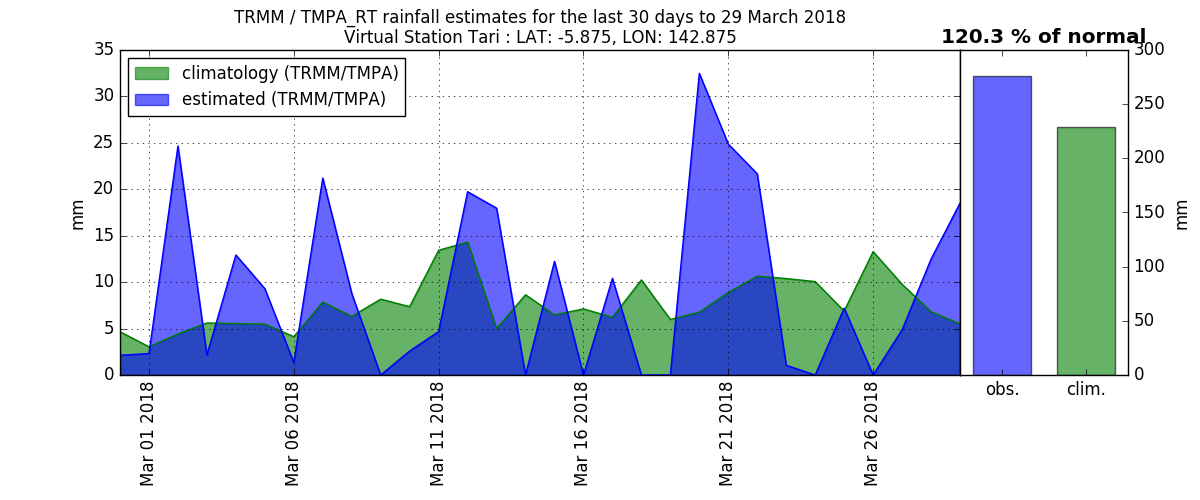 TRMM / TMPA_RT rainfall estimates for the last 30 days to 29 March 2018
Virtual Station Tari : LAT: -5.875, LON: 142.875
120.3 % of normal
climatology (TRMM/TMPA)
estimated (TRMM/TMPA)
mm
35
30
25
20
15
10
5
0
Mar 01 2018
Mar 06 2018
Mar 11 2018
Mar 16 2018
Mar 21 2018
Mar 26 2018
300
250
200
150
100
50
0
mm
obs.
clim.